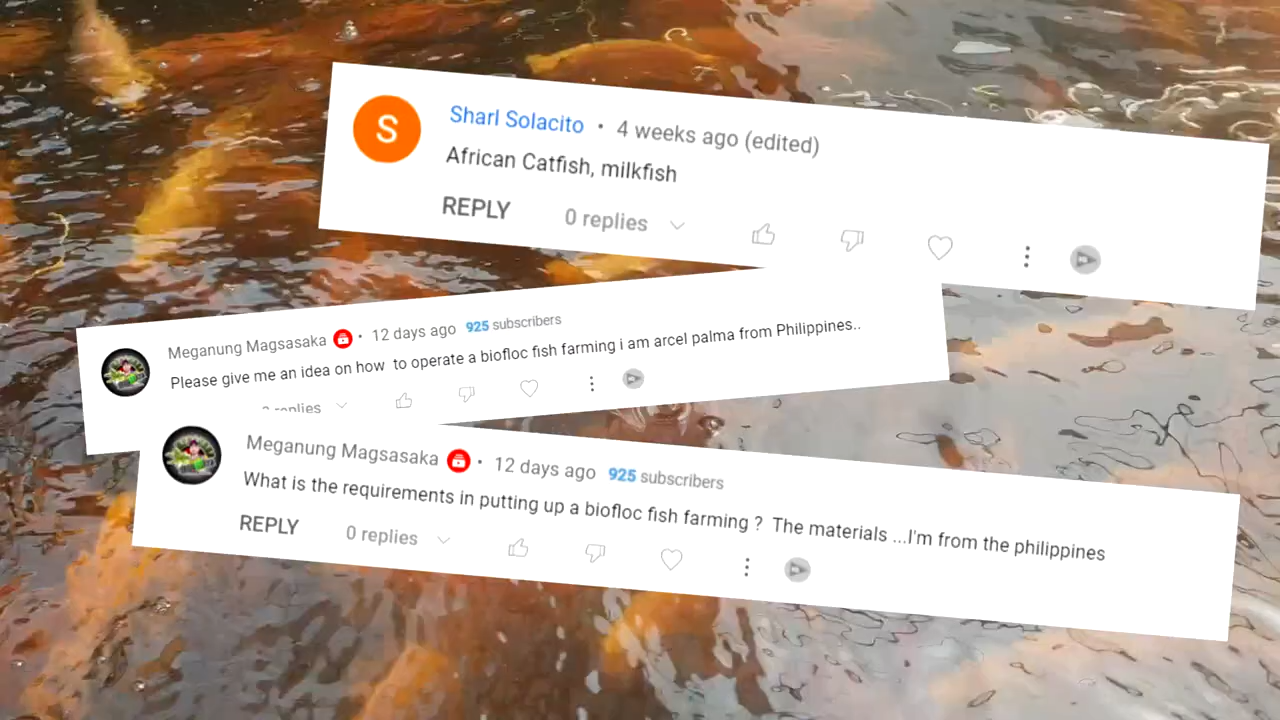 S
Sharl Solacito • 4 weeks ago (edited)
African Catfish, milkfish
REPLY 0 replies
Meganung Magsasaka • 12 days ago 925 subscribers
Please give me an idea on how to operate a biofloc fish farming i am arcel palma from Philippines..
replies
Meganung Magsasaka • 12 days ago 925 subscribers
What is the requirements in putting up a biofloc fish farming ? The materials ...I'm from the philippines
REPLY 0 replies